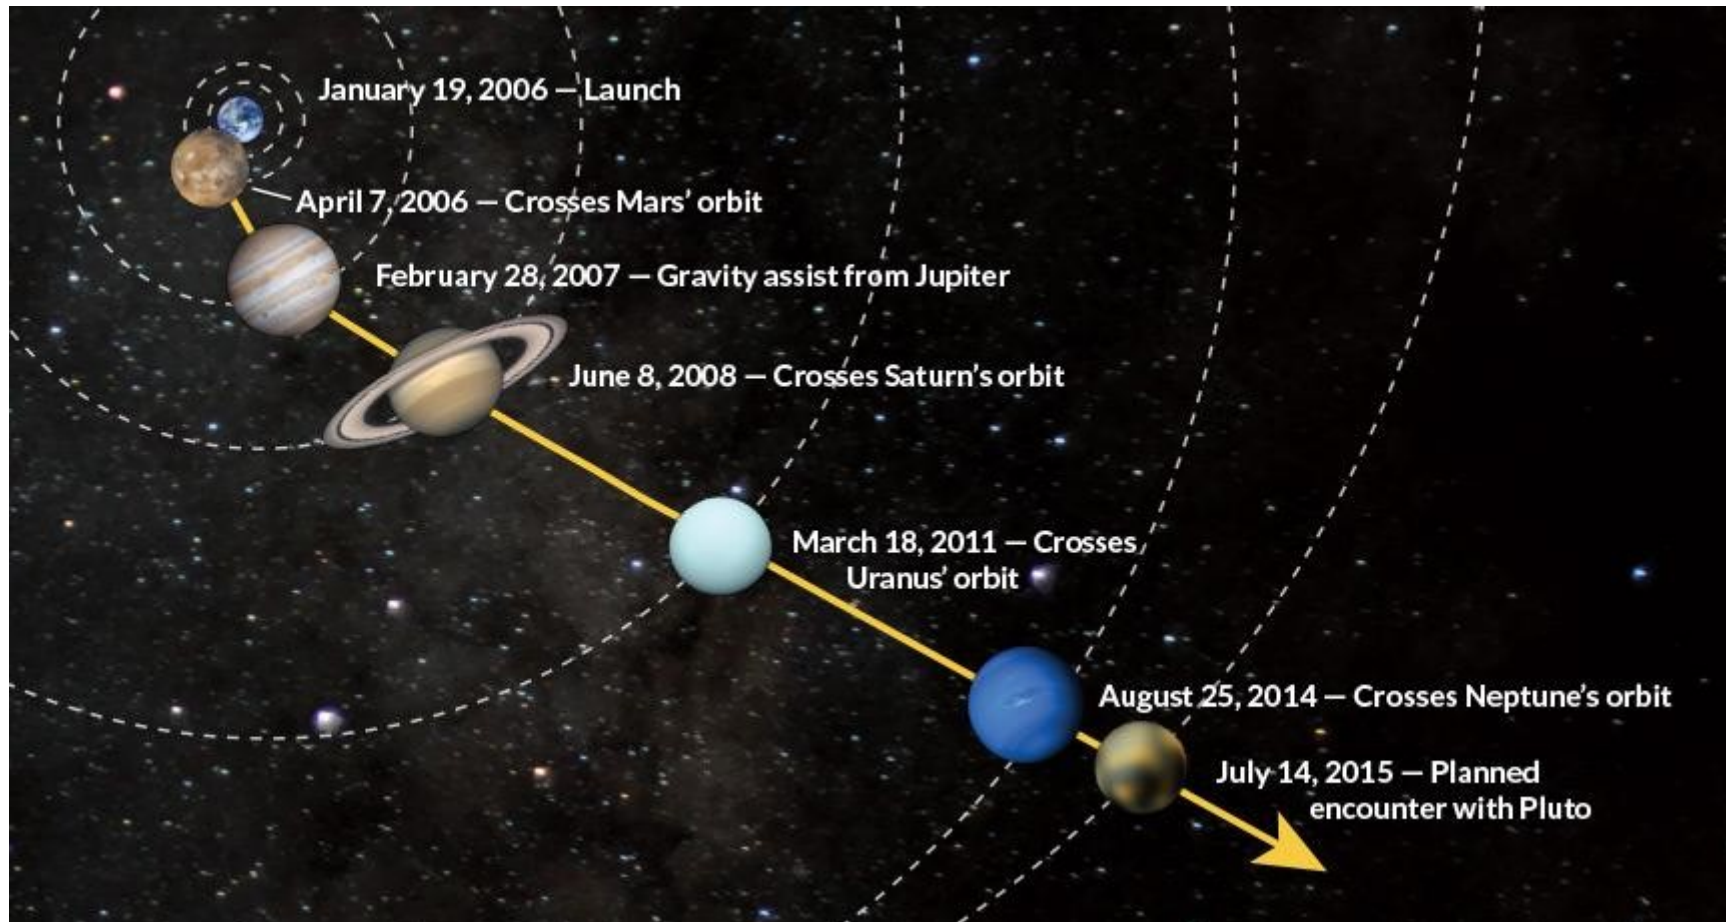 January 19, 2006 — Launch
April 7, 2006 — Crosses Mars’ orbit
February 28, 2007 — Gravity assist from Jupiter
June 8, 2008 — Crosses Saturn’s orbit
March 18, 2011 — Crosses
Uranus’ orbit
August 25, 2014 — Crosses Neptune’s orbit
July 14, 2015 — Planned
encounter with Pluto